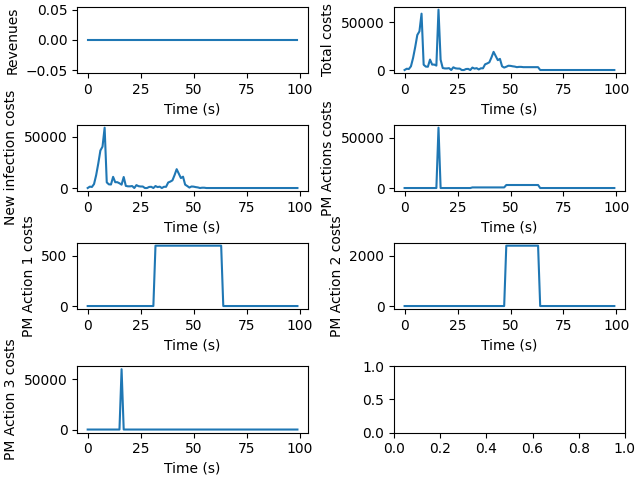 Revenues
0.05
0.00
−0.05
0 25 50 75 100
Time (s)
Total costs
50000
0
0 25 50 75 100
Time (s)
New infection costs
50000
0
0 25 50 75 100
Time (s)
PM Actions costs
50000
0
0 25 50 75 100
Time (s)
PM Action 1 costs
500
0
0 25 50 75 100
Time (s)
PM Action 2 costs
2000
0
0 25 50 75 100
Time (s)
PM Action 3 costs
50000
0
0 25 50 75 100
Time (s)
1.0
0.5
0.0
0.0 0.2 0.4 0.6 0.8 1.0